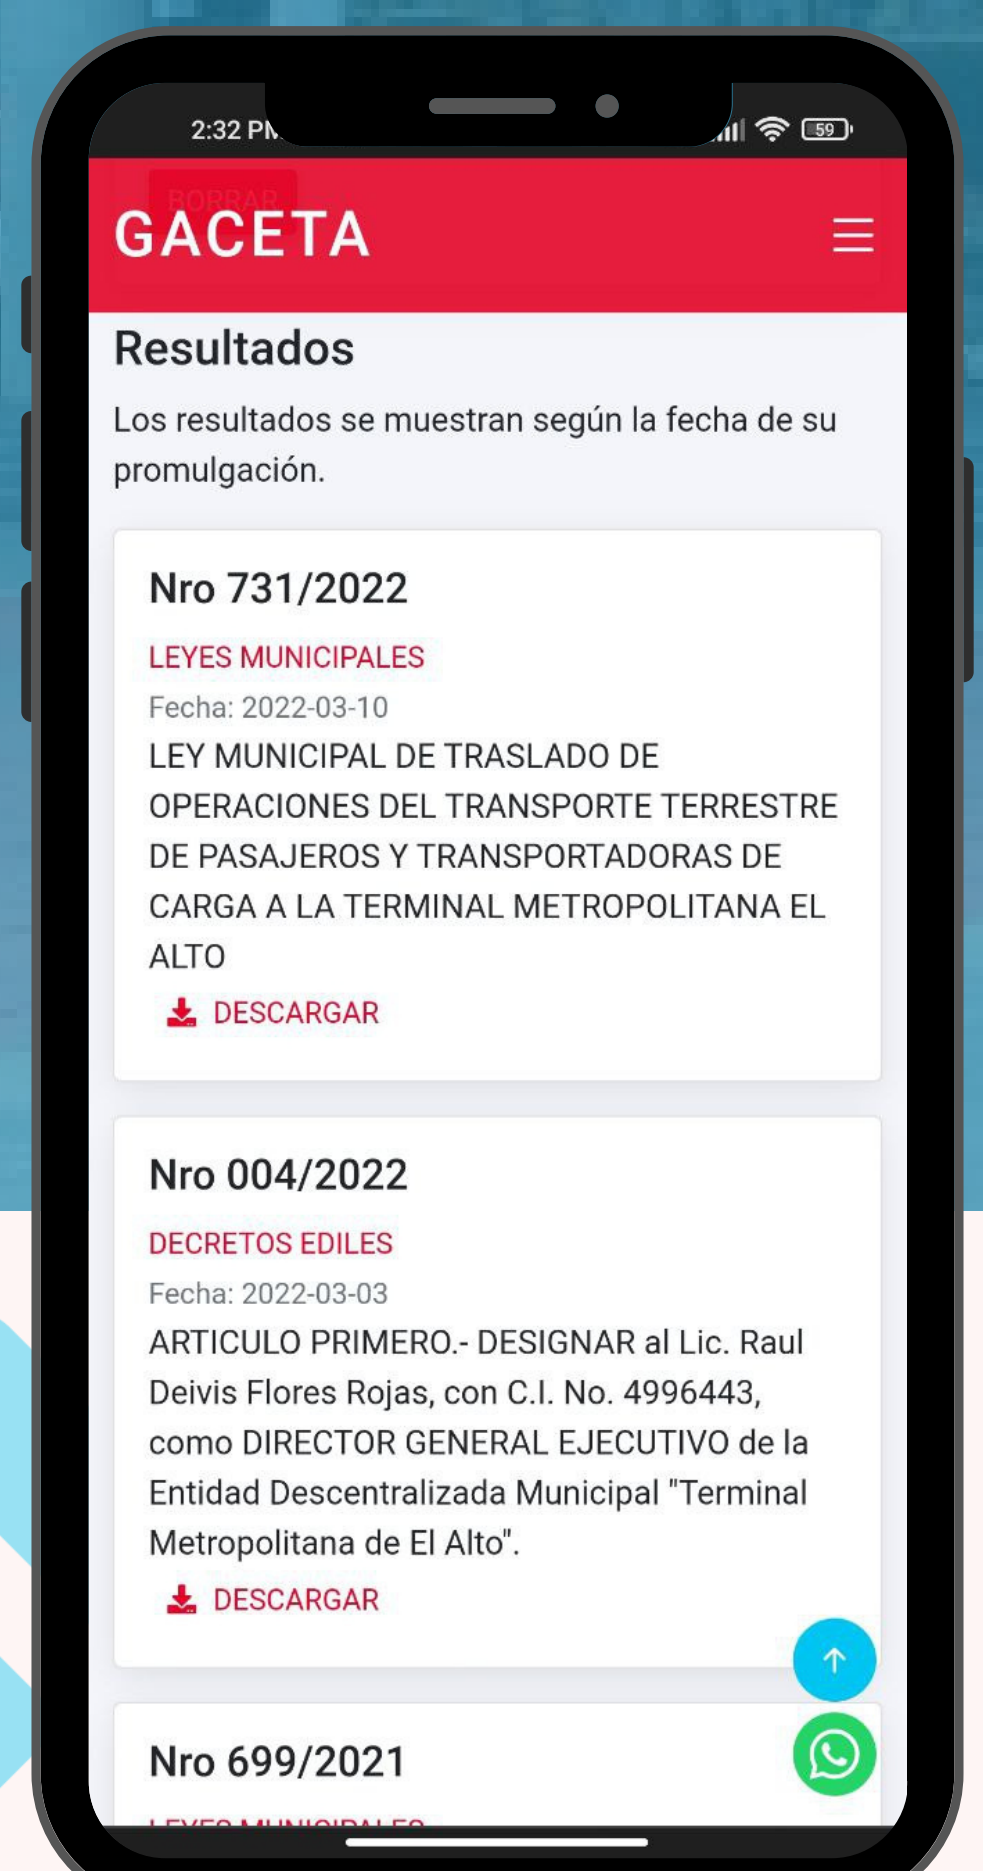 2:32 PM
59
BORRAR
GACETA
Resultados
Los resultados se muestran según la fecha de su
promulgación.
Nro 731/2022
LEYES MUNICIPALES
Fecha: 2022-03-10
LEY MUNICIPAL DE TRASLADO DE
OPERACIONES DEL TRANSPORTE TERRESTRE
DE PASAJEROS Y TRANSPORTADORAS DE
CARGA A LA TERMINAL METROPOLITANA EL
ALTO
DESCARGAR
Nro 004/2022
DECRETOS EDILES
Fecha: 2022-03-03
ARTICULO PRIMERO.- DESIGNAR al Lic. Raul
Deivis Flores Rojas, con C.I. No. 4996443,
como DIRECTOR GENERAL EJECUTIVO de la
Entidad Descentralizada Municipal "Terminal
Metropolitana de El Alto".
DESCARGAR
Nro 699/2021
LEYES MUNICIPALES